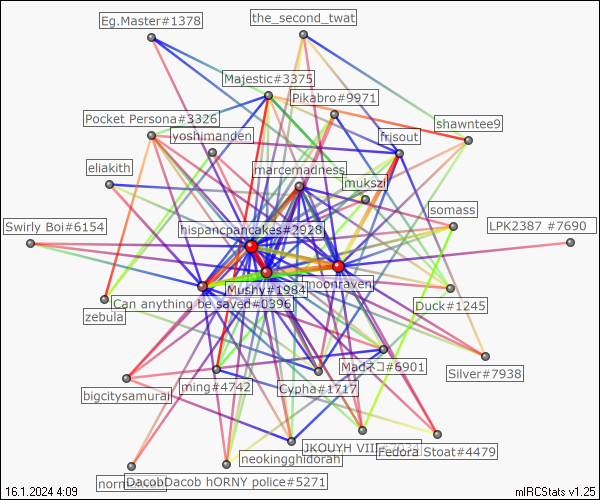 Eg.Master#1378
the_second_twat
Majestic#3375
Pikabro#9971
Pocket Persona#3326
yoshimanden
frisout
shawntee9
eliakith
marcemadness
mukszi
somass
Swirly Boi#6154
hispancpancakes#2928
LPK2387 #7690
Mushy#1984
moonraven
Can anything be saved#0396
Duck#1245
zebula
Madネコ#6901
Silver#7938
bigcitysamurai
ming#4742
Cypha#1717
JKOUYH VIII
Fedora Stoat#4479
neokingghidorah
DacobDacob hORNY police#5271
16.1.2024 4:09
mIRCStats v1.25